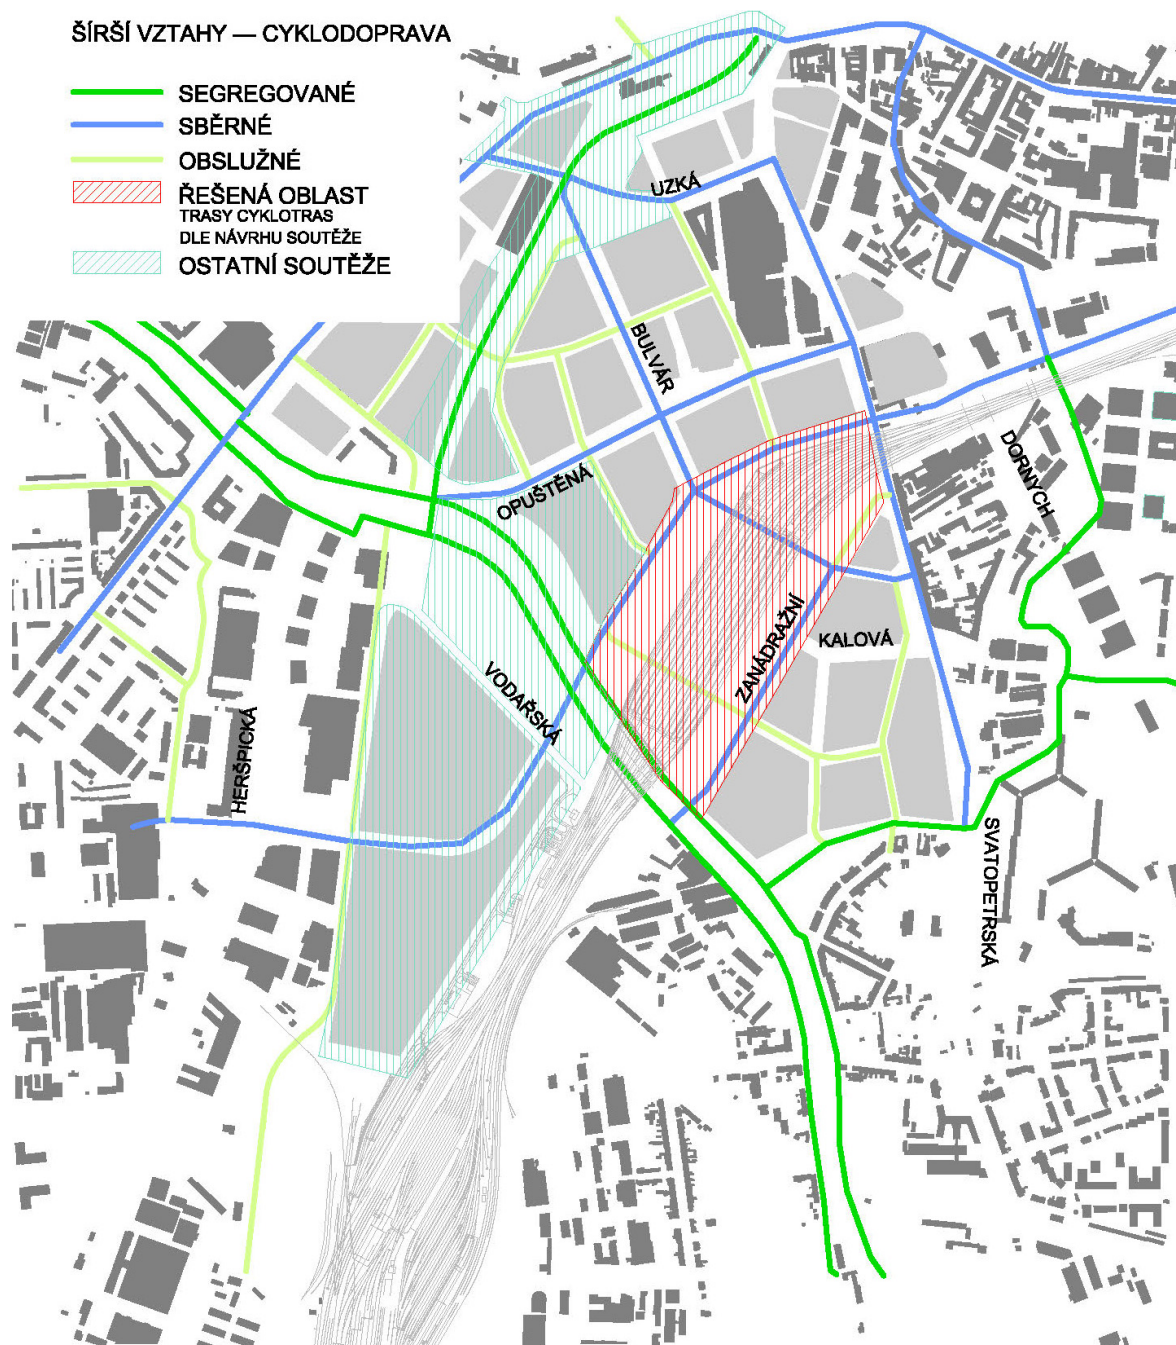 ŠÍRŠÍ VZTAHY — CYKLODOPRAVA
SEGREGOVANÉ
SBĚRNÉ
OBSLUŽNÉ
ŘEŠENÁ OBLAST
TRASY CYKLOTRAS
DLE NÁVRHU SOUTĚŽE
OSTATNÍ SOUTĚŽE
UZKÁ
BULVÁR
OPUŠTĚNÁ
DORNYCH
ZANÁDRAŽNÍ
KALOVÁ
VODAŘSKÁ
HERŠPICKÁ
SVATOPETRSKÁ